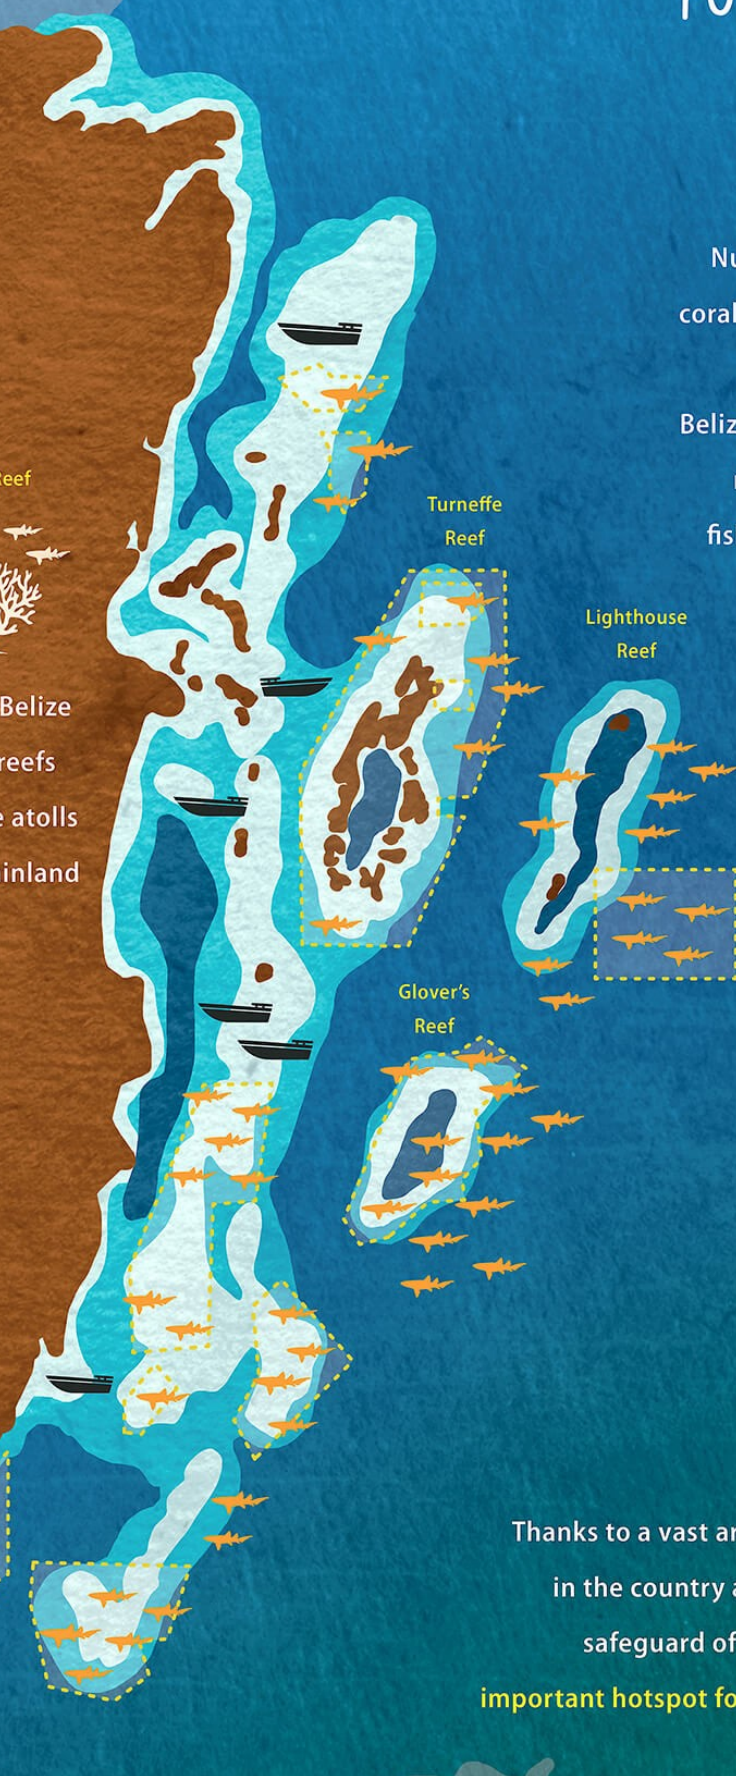 Nu
coral
Beliz
fis
Reef
Turneffe
Reef
Lighthouse
Reef
Belize
reefs
e atolls
inland
Glover's
Reef
Thanks to a vast ar
in the country a
safeguard of
important hotspot fo